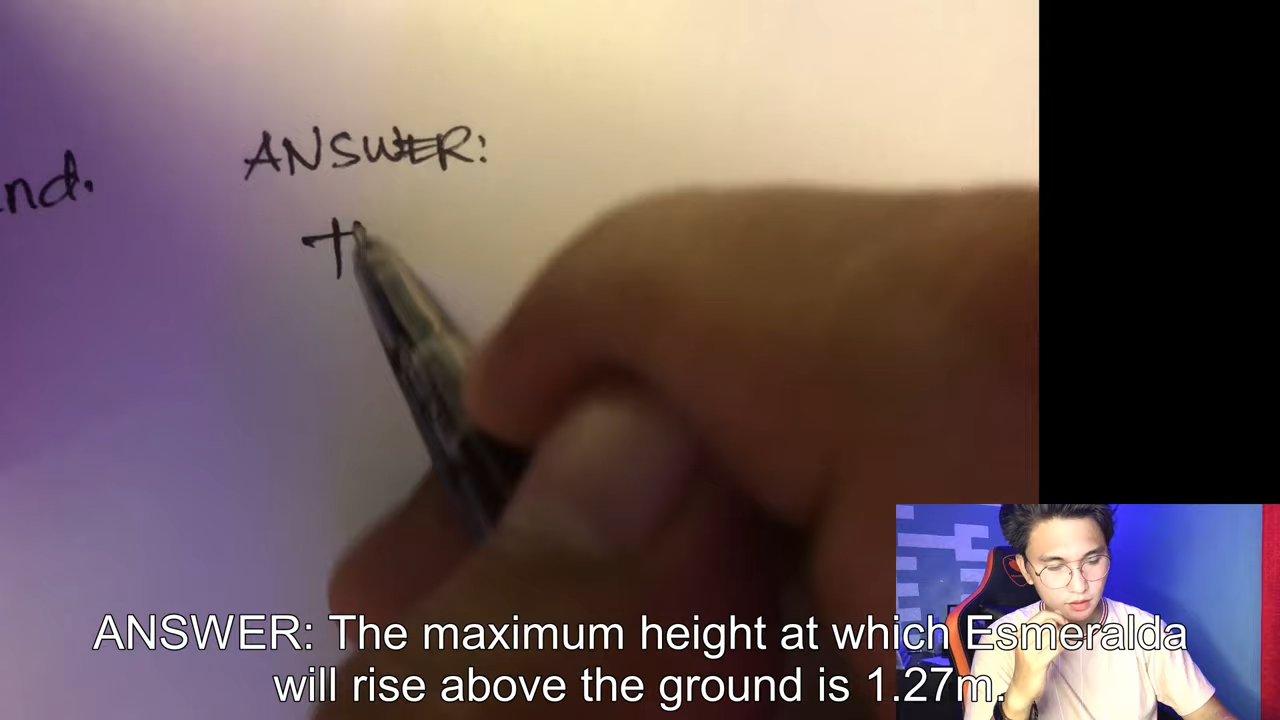 nd.
ANSWER:
T
ANSWER: The maximum height at which Esmeralda
will rise above the ground is 1.27m.